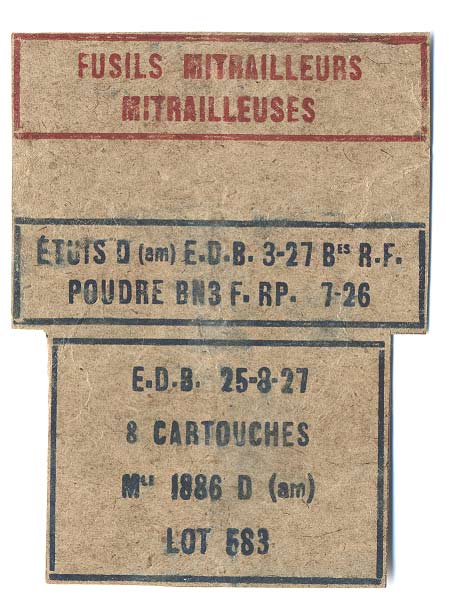 FUSILS MITRAILLEURS
MITRAILLEUSES
ÉTUIS D (am) E.D.B. 3-27 Bᵉˢ R.F.
POUDRE BN3 F. RP. 7-26
E.D.B. 25-8-27
8 CARTOUCHES
Mˡᵉ 1886 D (am)
LOT 583